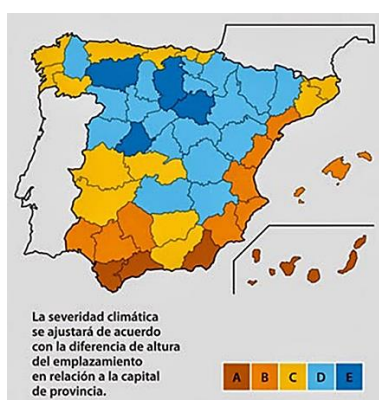 La severidad climática
se ajustará de acuerdo
con la diferencia de altura
del emplazamiento
en relación a la capital
de provincia.
A B C D E